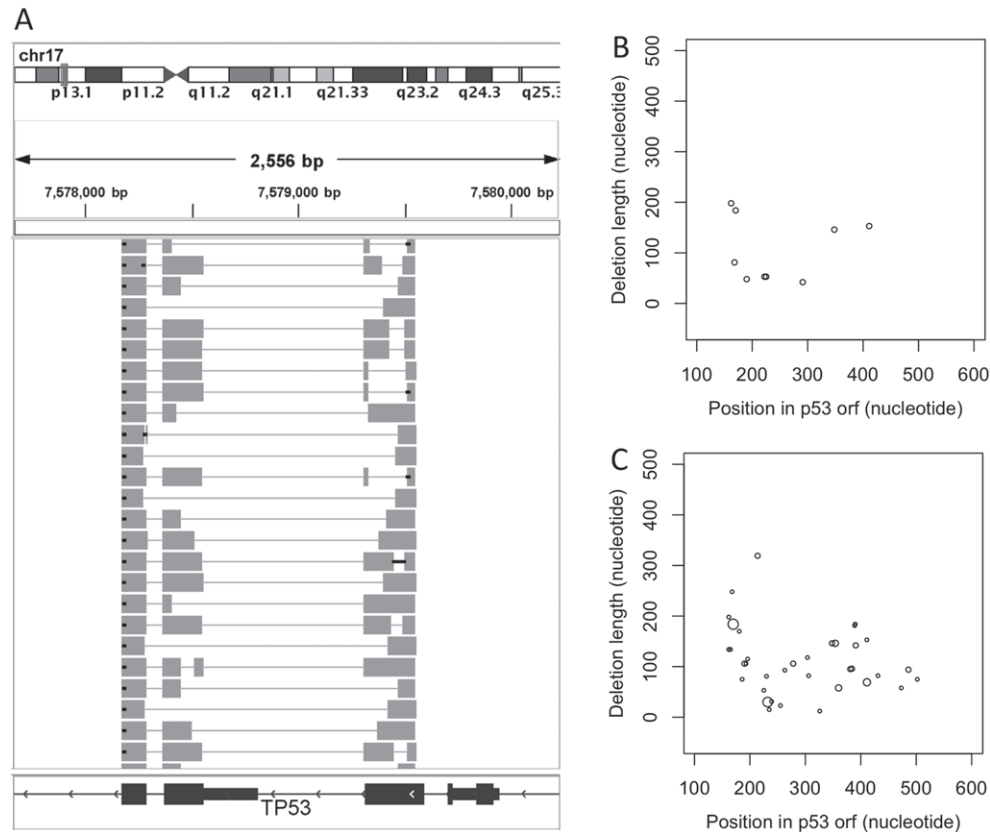 A
chr17
p13.1 p11.2 q11.2 q21.1 q21.33 q23.2 q24.3 q25.3
2,556 bp
7,578,000 bp 7,579,000 bp 7,580,000 bp
TP53
B
Deletion length (nucleotide)
500
400
300
200
100
0
100 200 300 400 500 600
Position in p53 orf (nucleotide)
C
Deletion length (nucleotide)
500
400
300
200
100
0
100 200 300 400 500 600
Position in p53 orf (nucleotide)